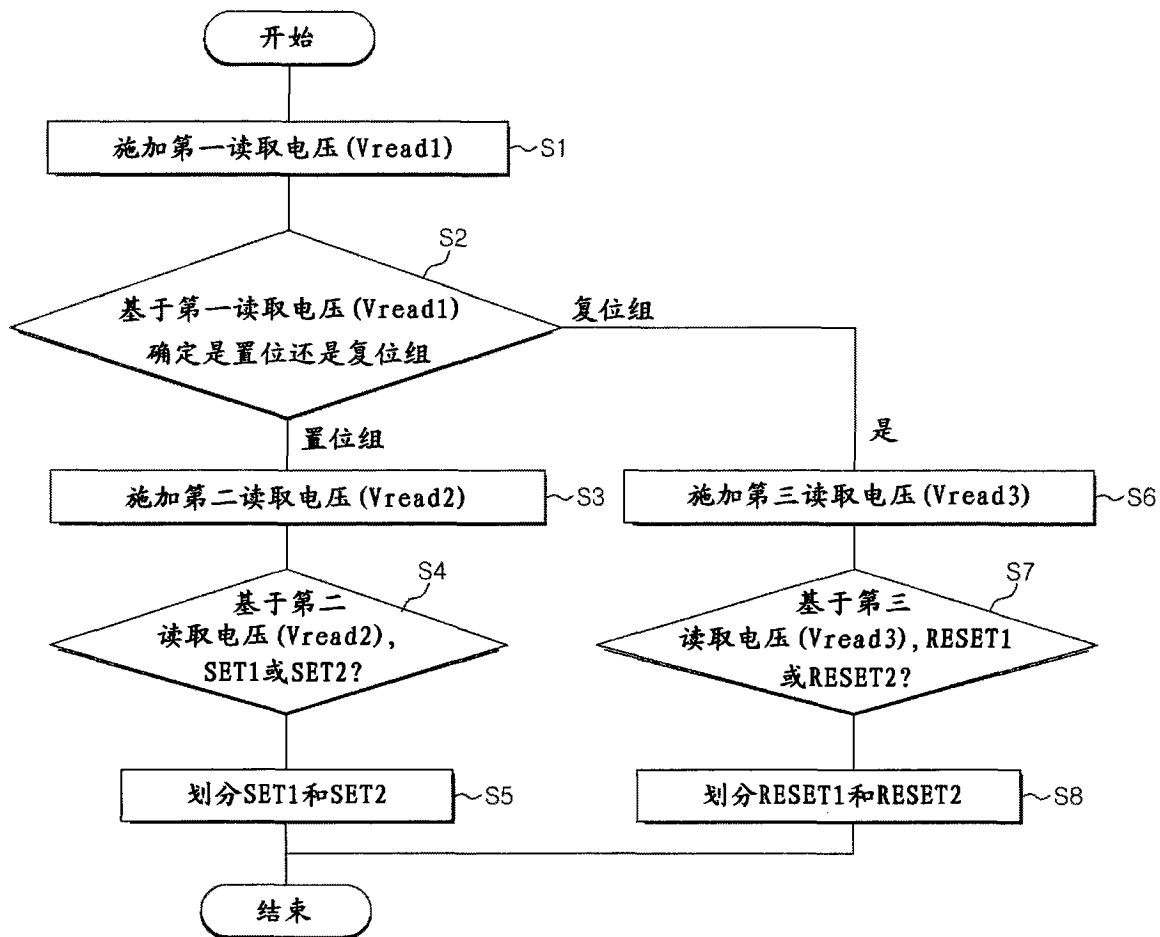 开始
施加第一读取电压(Vread1)
S1
S2
基于第一读取电压(Vread1)
确定是置位还是复位组
复位组
置位组
是
施加第二读取电压(Vread2)
S3
施加第三读取电压(Vread3)
S6
S4
基于第二
读取电压(Vread2),
SET1或SET2?
S7
基于第三
读取电压(Vread3),RESET1
或RESET2?
划分SET1和SET2
S5
划分RESET1和RESET2
S8
结束